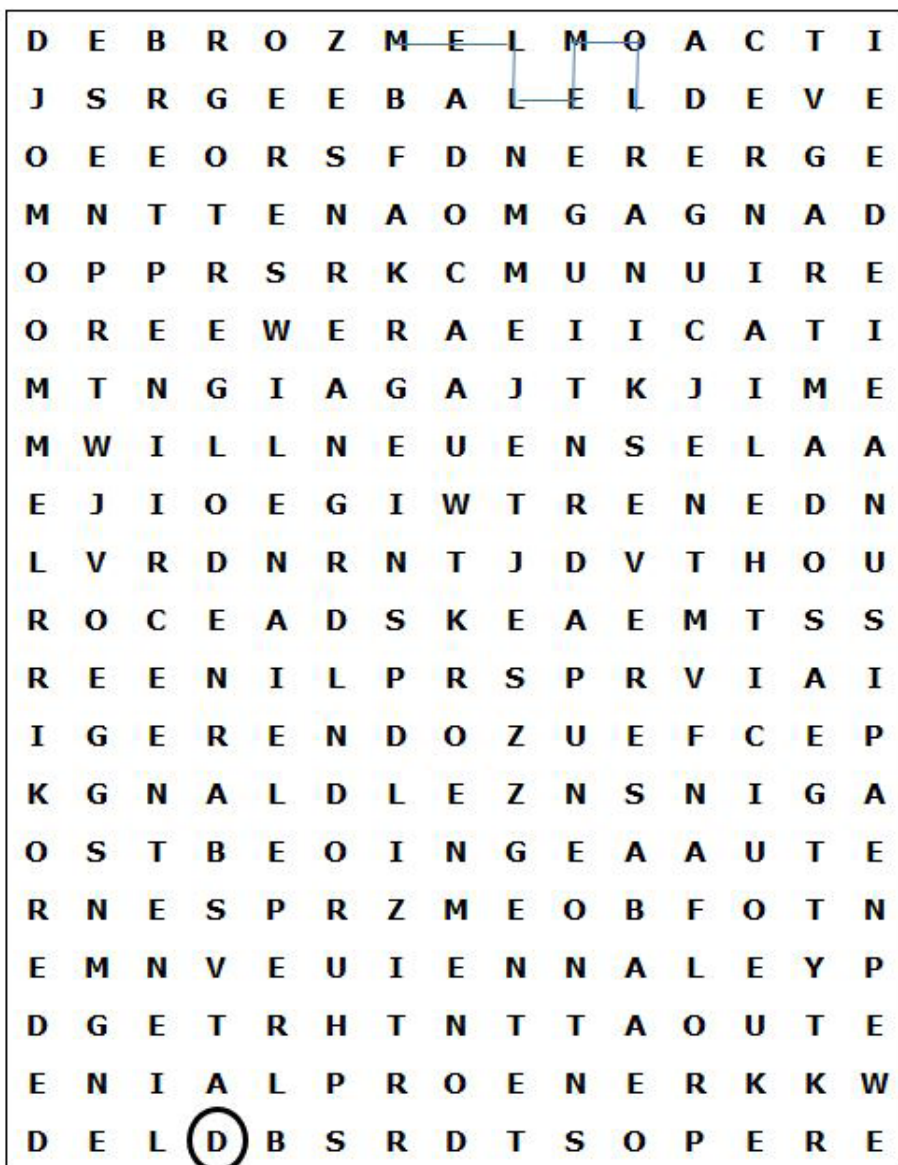 D E B R O Z M E L M O A C T I
J S R G E E B A L E L D E V E
O E E O R S F D N E R E R G E
M N T T E N A O M G A G N A D
O P P R S R K C M U N U I R E
O R E E W E R A E I I C A T I
M T N G I A G A J T K J I M E
M W I L L N E U E N S E L A A
E J I O E G I W T R E N E D N
L V R D N R N T J D V T H O U
R O C E A D S K E A E M T S S
R E E N I L P R S P R V I A I
I G E R E N D O Z U E F C E P
K G N A L D L E Z N S N I G A
O S T B E O I N G E A A U T E
R N E S P R Z M E O B F O T N
E M N V E U I E N N A L E Y P
D G E T R H T N T T A O U T E
E N I A L P R O E N E R K K W
D E L D B S R D T S O P E R E